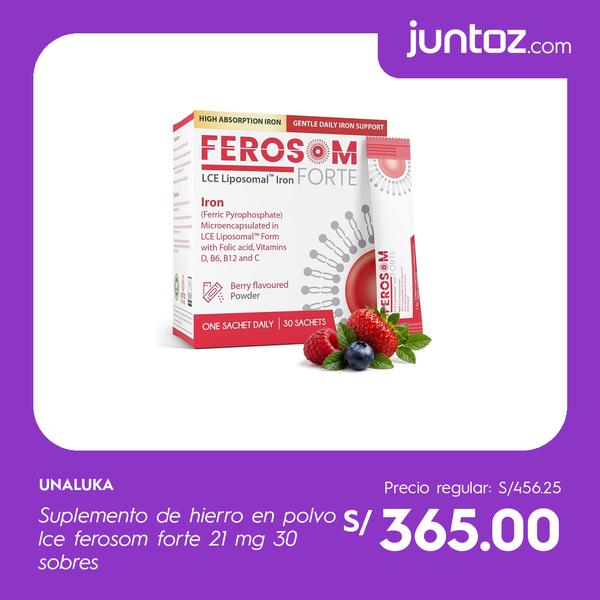 juntoz.com
HIGH ABSORPTION IRON
GENTLE DAILY IRON SUPPORT
FEROSOM
LCE Liposomal™ Iron FORTE
Iron
(Ferric Pyrophosphate)
Microencapsulated in
LCE Liposomal™ Form
with Folic acid, Vitamins
D, B6, B12 and C
Berry flavoured
Powder
ONE SACHET DAILY | 30 SACHETS
FEROSOM
FORTE
UNALUKA
Suplemento de hierro en polvo
lce ferosom forte 21 mg 30
sobres
Precio regular: S/456.25
S/ 365.00